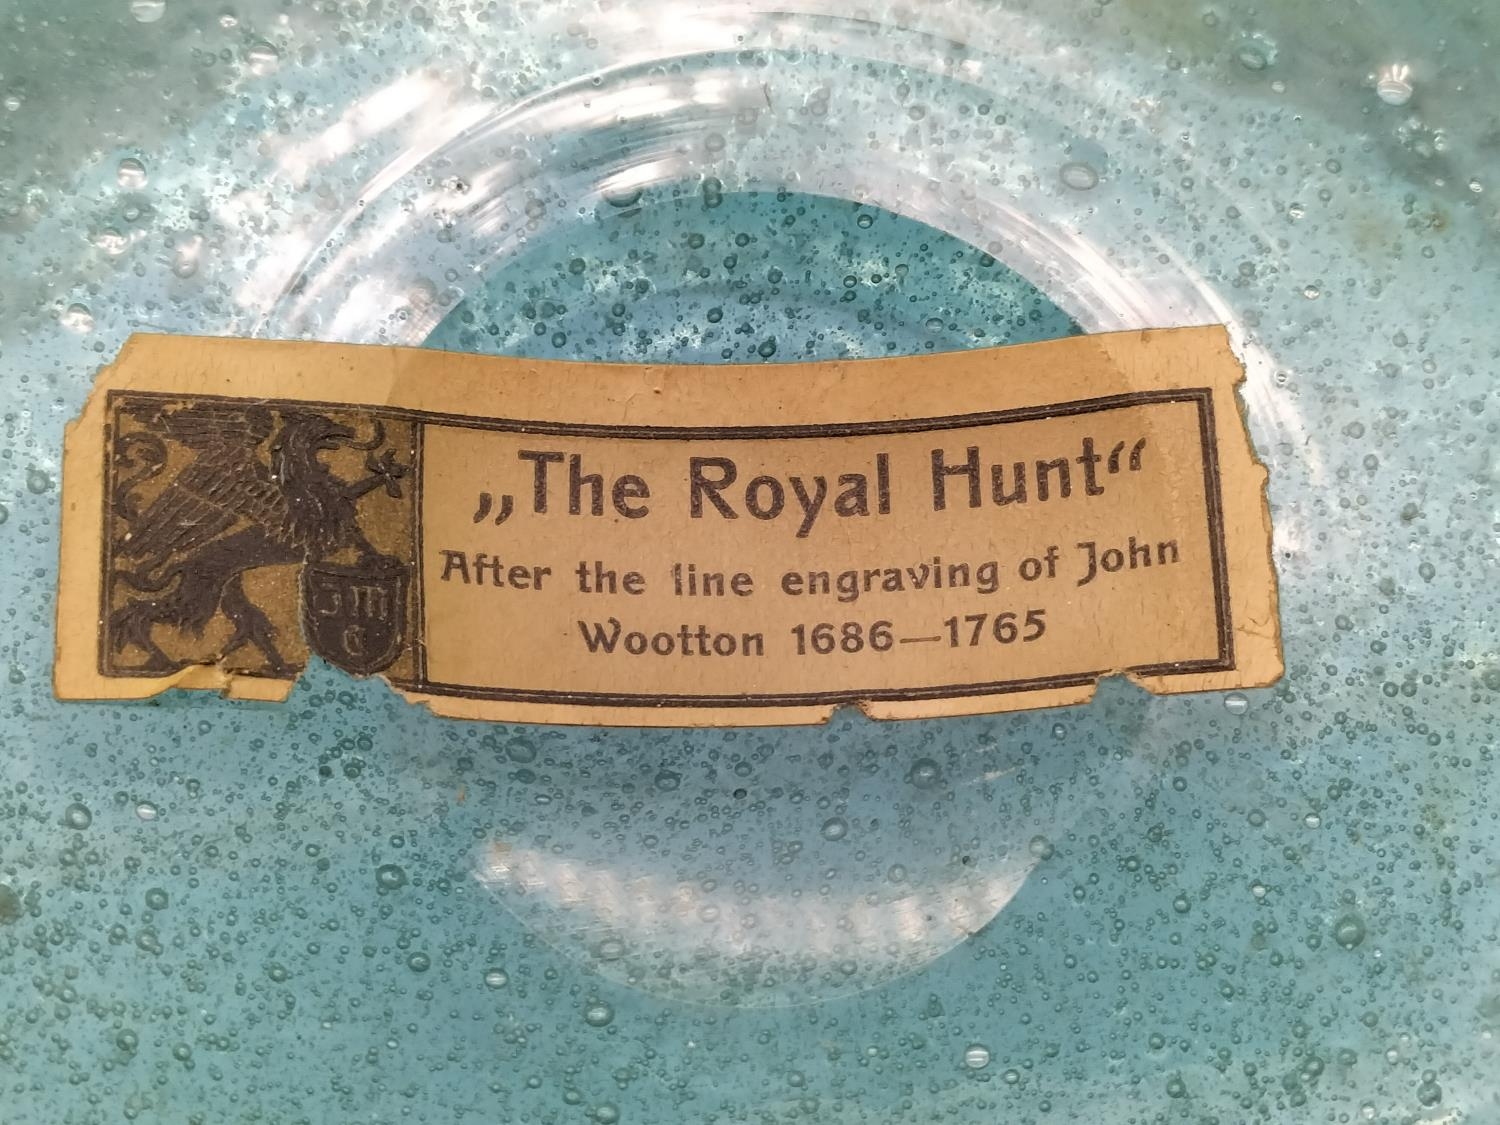 „The Royal Hunt“
After the line engraving of John
Wootton 1686—1765